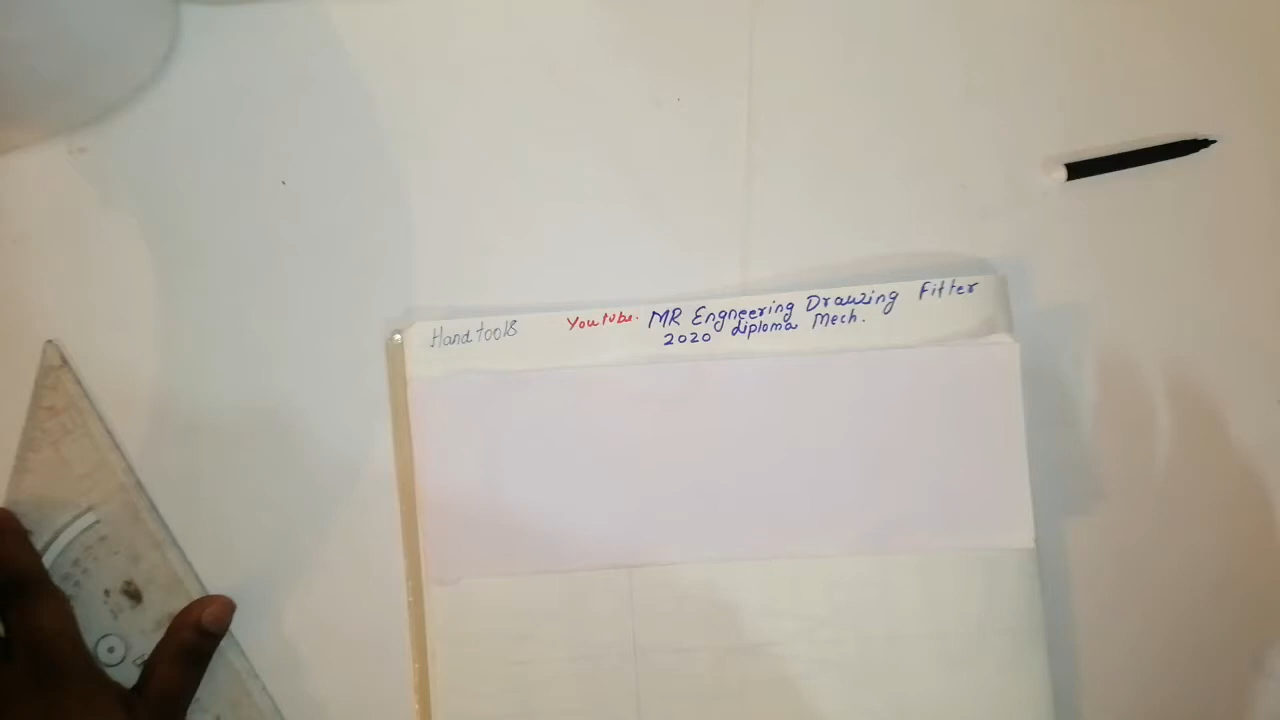 Hand tools YouTube. MR Engneering Drawing Fitter
2020 diploma Mech.